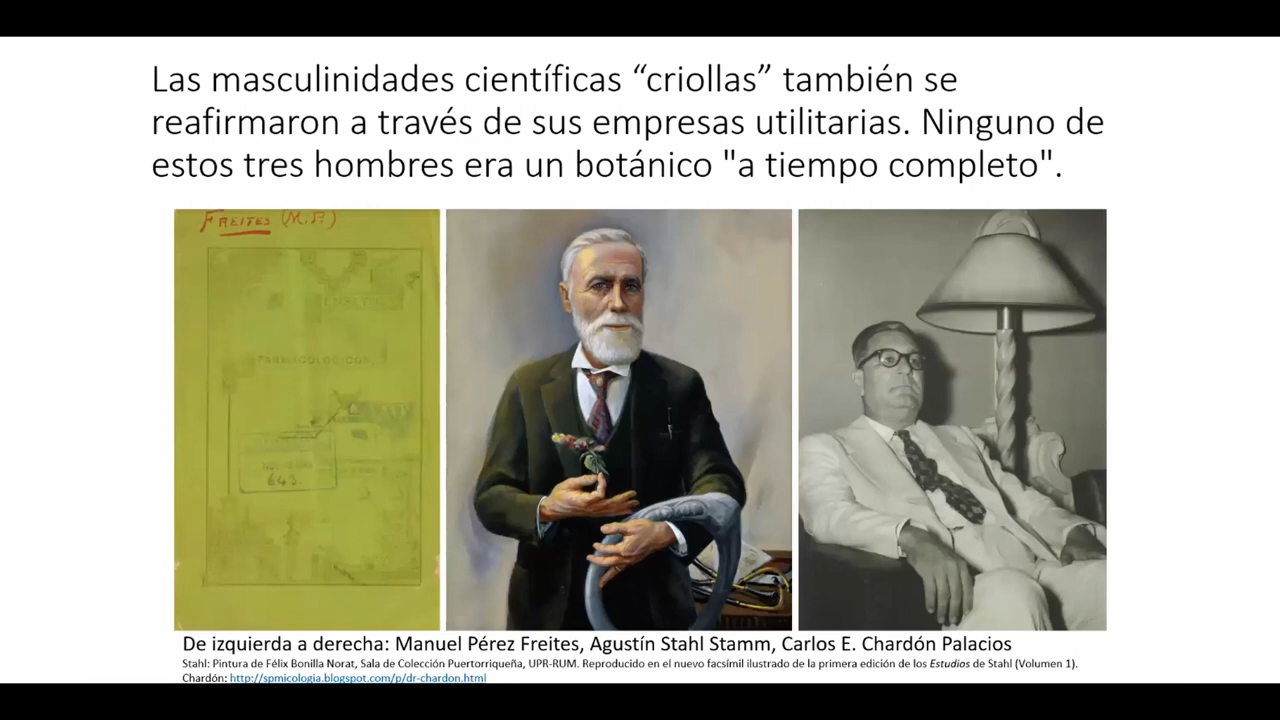 Las masculinidades científicas “criollas” también se
reafirmaron a través de sus empresas utilitarias. Ninguno de
estos tres hombres era un botánico "a tiempo completo".
FREITES (M. P.)
FARMACOLOGICOS
643
De izquierda a derecha: Manuel Pérez Freites, Agustín Stahl Stamm, Carlos E. Chardón Palacios
Stahl: Pintura de Félix Bonilla Norat, Sala de Colección Puertorriqueña, UPR-RUM. Reproducido en el nuevo facsímil ilustrado de la primera edición de los Estudios de Stahl (Volumen 1).
Chardón: http://spmicologia.blogspot.com/p/dr-chardon.html